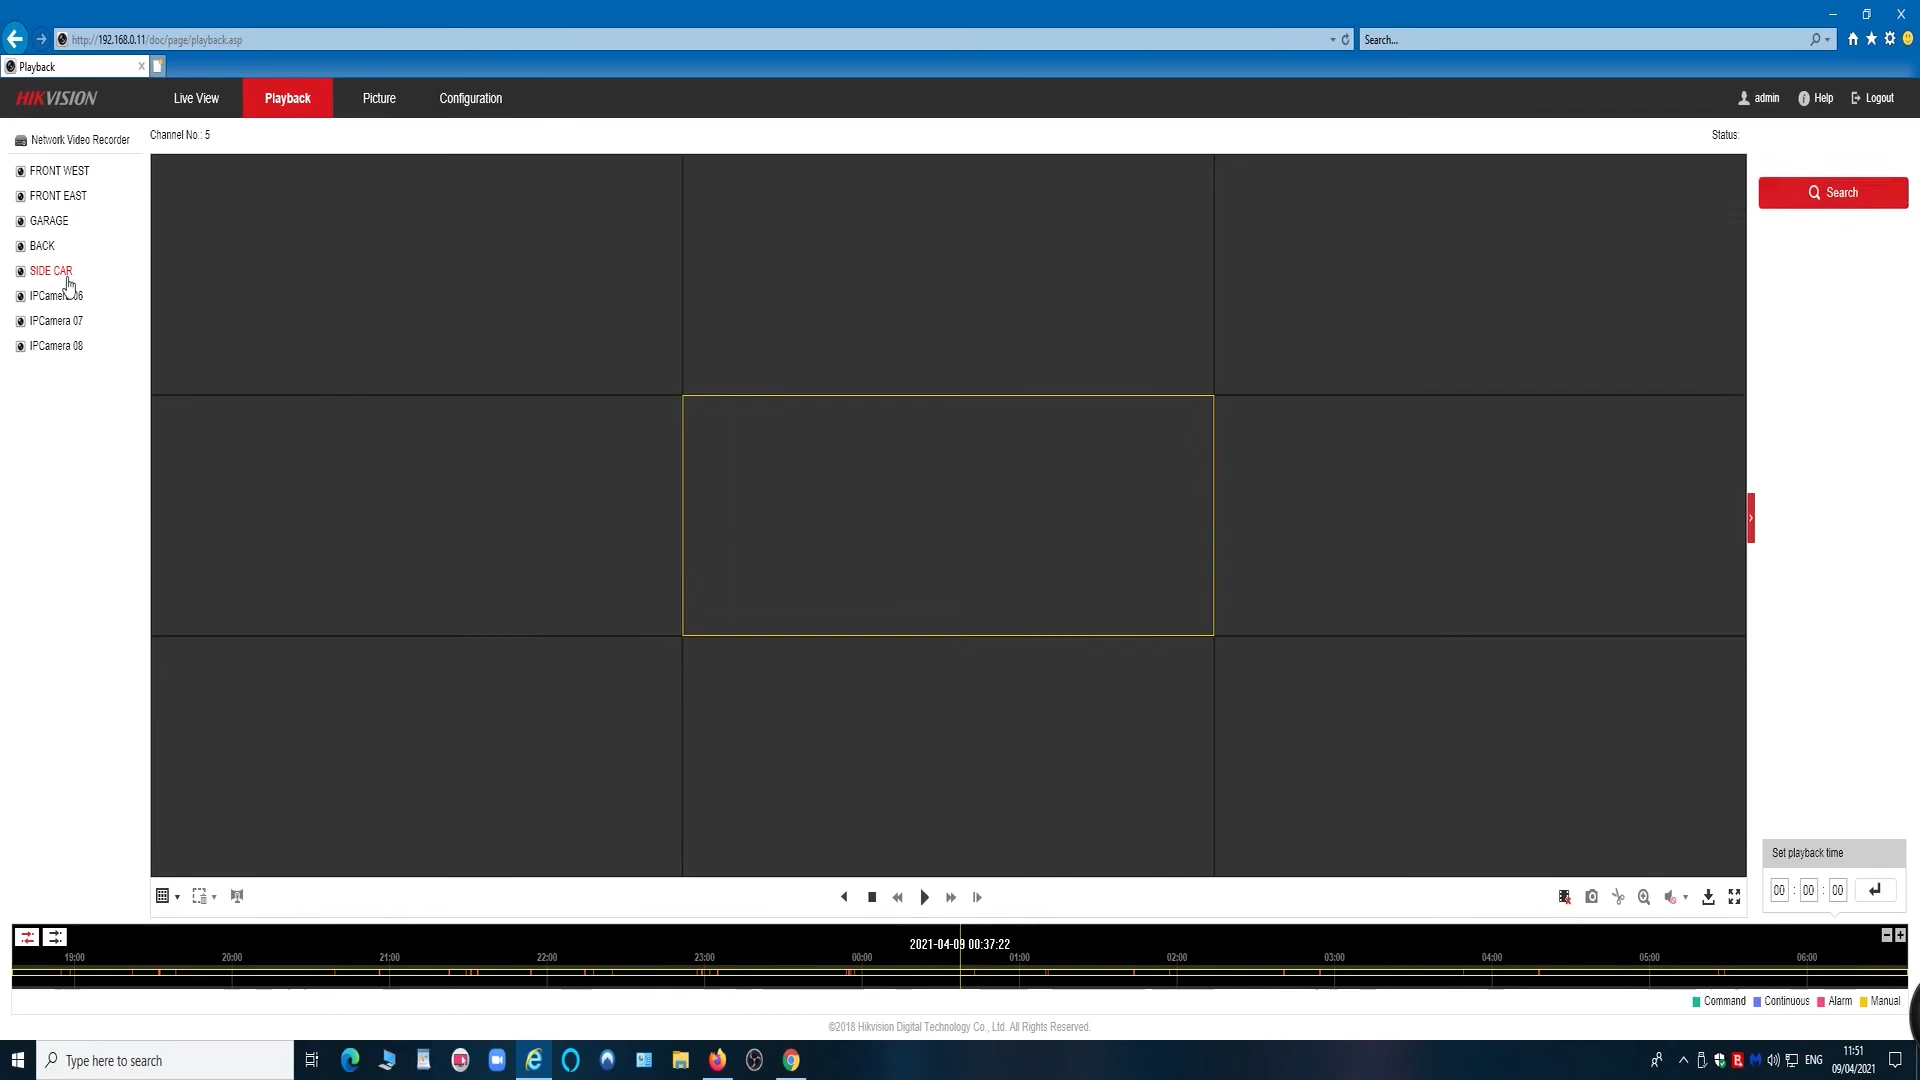 http://192.168.0.11/doc/page/playback.asp
Search...
Playback
HIKVISION
Live View
Playback
Picture
Configuration
admin
Help
Logout
Network Video Recorder
Channel No.: 5
Status:
FRONT WEST
FRONT EAST
GARAGE
BACK
SIDE CAR
IPCamera 06
IPCamera 07
IPCamera 08
Search
Set playback time
00 : 00 : 00
2021-04-09 00:37:22
19:00 20:00 21:00 22:00 23:00 00:00 01:00 02:00 03:00 04:00 05:00 06:00
Command Continuous Alarm Manual
©2018 Hikvision Digital Technology Co., Ltd. All Rights Reserved.
Type here to search
ENG
11:51
09/04/2021